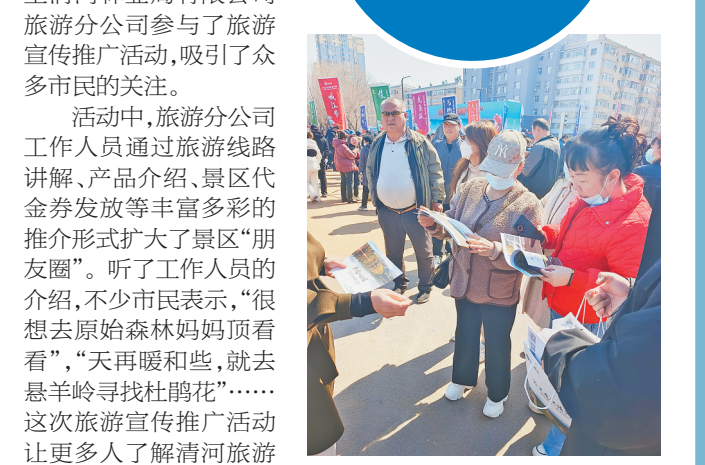 旅游分公司参与了旅游
宣传推广活动,吸引了众
多市民的关注。
活动中,旅游分公司
工作人员通过旅游线路
讲解、产品介绍、景区代
金券发放等丰富多彩的
推介形式扩大了景区“朋
友圈”。听了工作人员的
介绍,不少市民表示,“很
想去原始森林妈妈顶看
看”,“天再暖和些,就去
悬羊岭寻找杜鹃花”……
这次旅游宣传推广活动
让更多人了解清河旅游